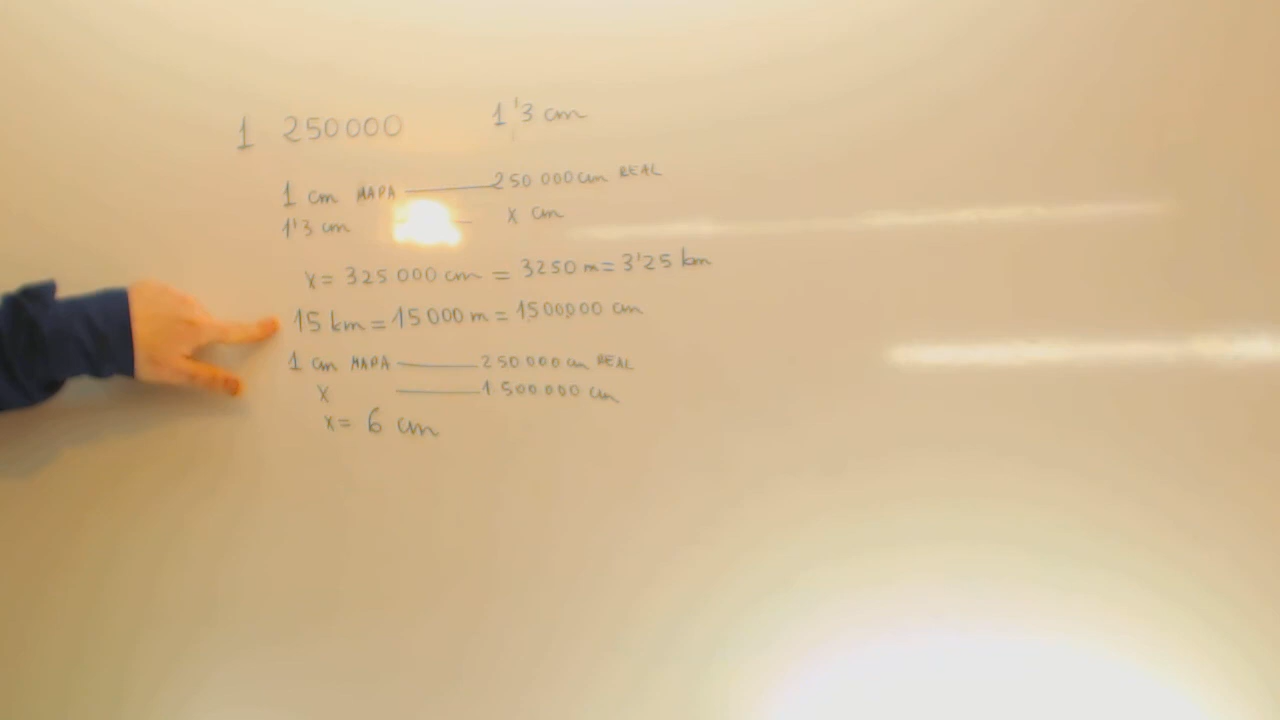 1 250000 1'3 cm
1 cm MAPA 250 000 cm REAL
1'3 cm x cm
x = 325 000 cm = 3250 m = 3'25 km
15 km = 15 000 m = 1500000 cm
1 cm MAPA 250 000 cm REAL
x 1 500 000 cm
x = 6 cm